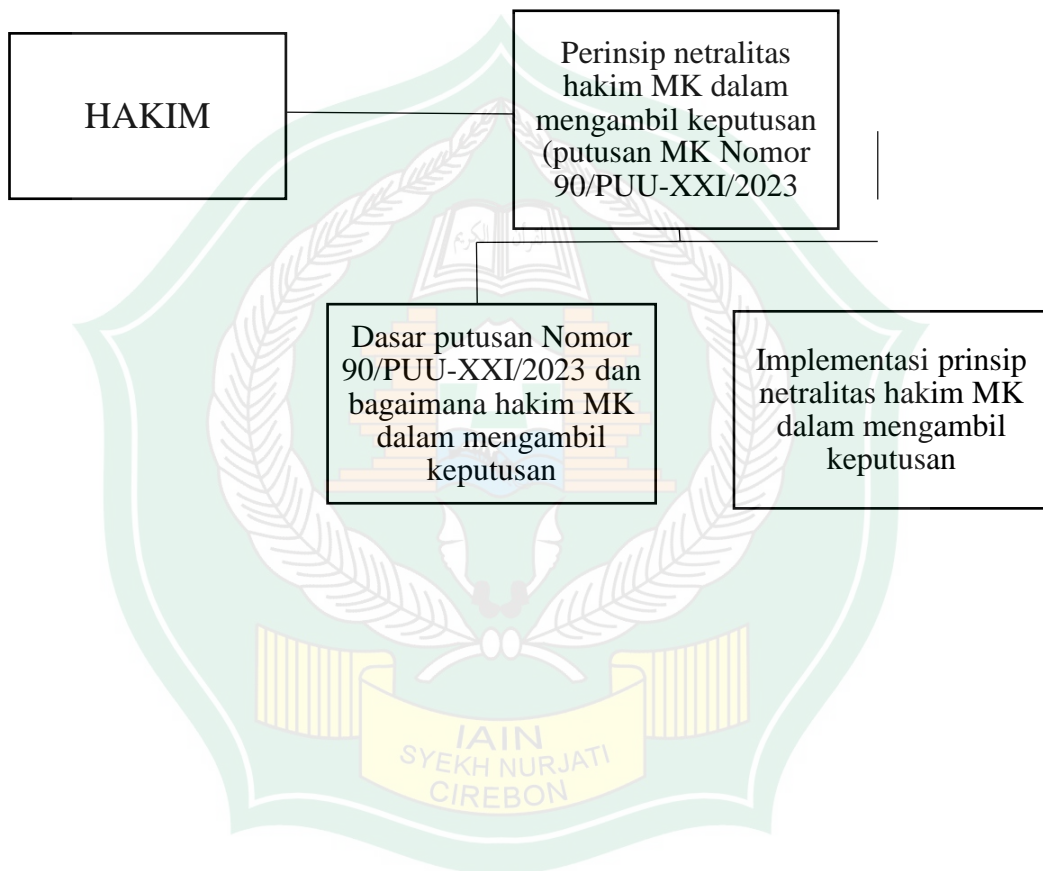 HAKIM
Perinsip netralitas
hakim MK dalam
mengambil keputusan
(putusan MK Nomor
90/PUU-XXI/2023
القرآن الكريم
Dasar putusan Nomor
90/PUU-XXI/2023 dan
bagaimana hakim MK
dalam mengambil
keputusan
Implementasi prinsip
netralitas hakim MK
dalam mengambil
keputusan
IAIN
SYEKH NURJATI
CIREBON